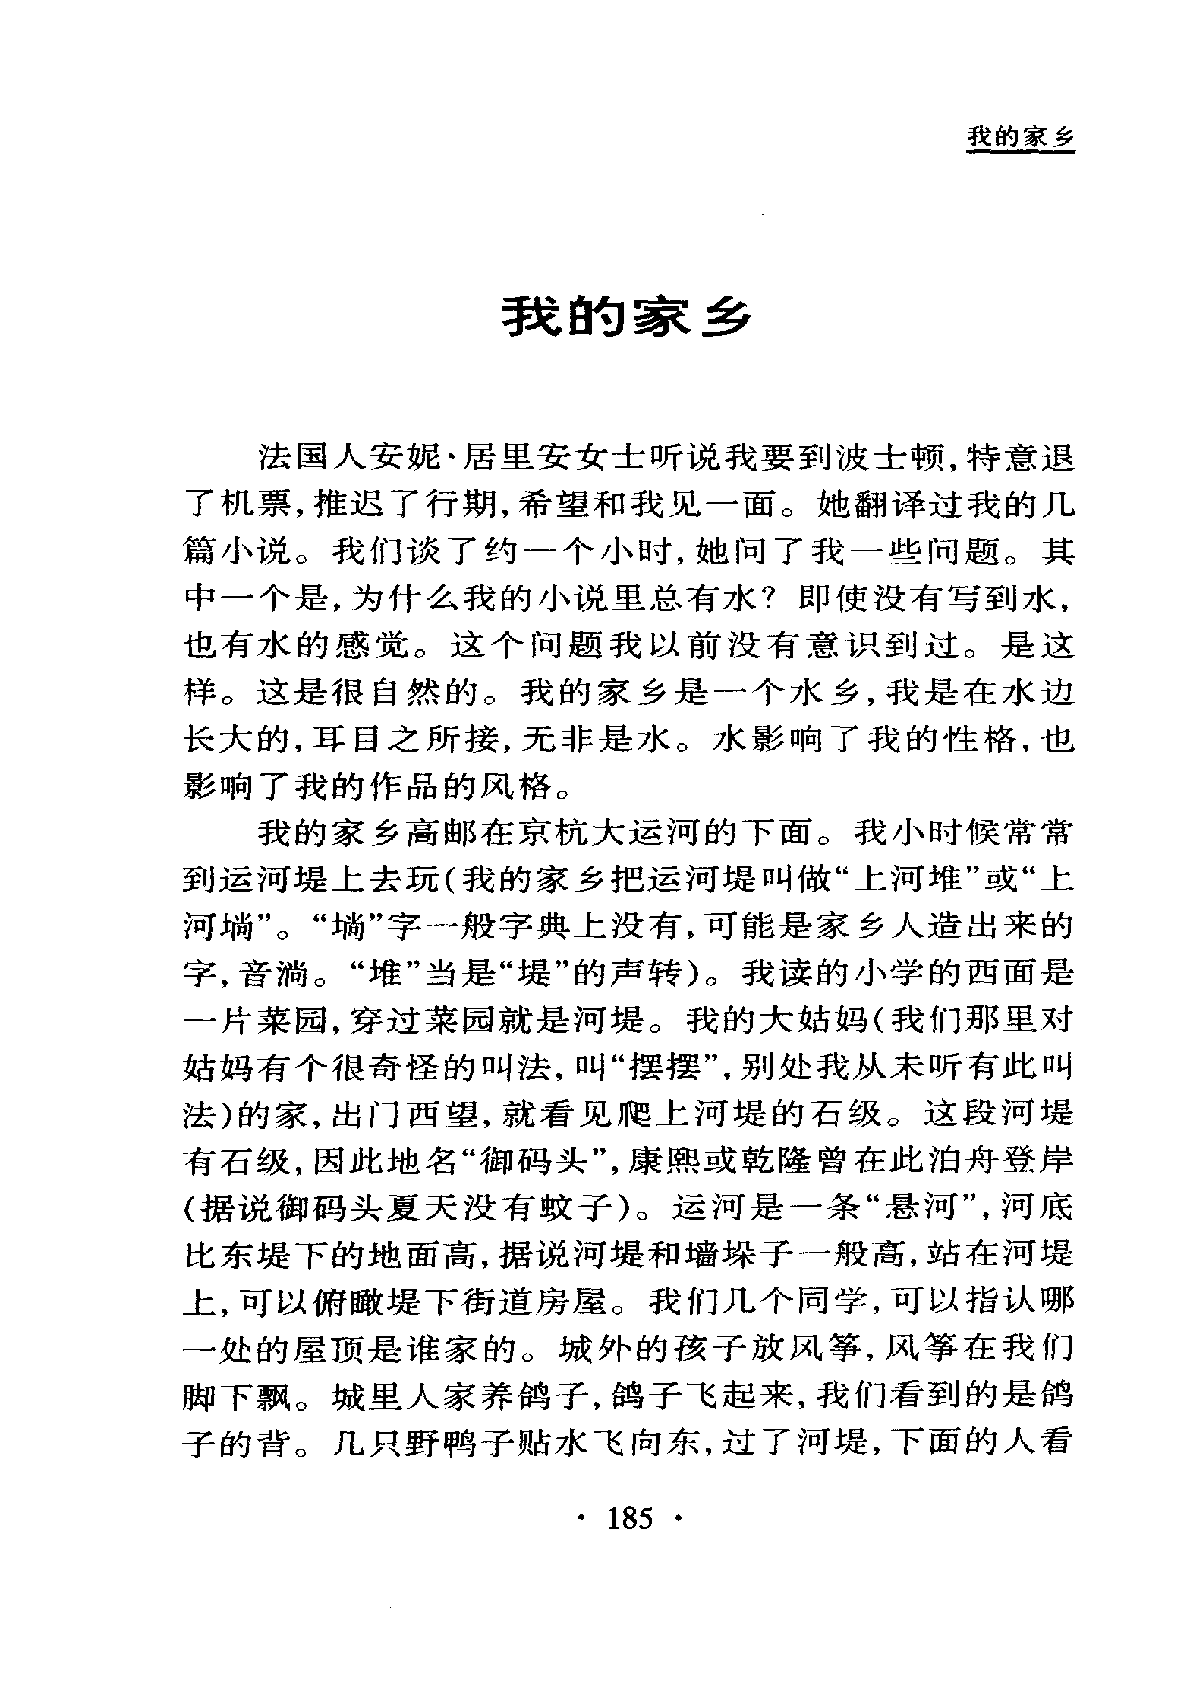 我的家乡
我的家乡
法国人安妮·居里安女士听说我要到波士顿,特意退
了机票,推迟了行期,希望和我见一面。她翻译过我的几
篇小说。我们谈了约一个小时,她问了我一些问题。其
中一个是,为什么我的小说里总有水? 即使没有写到水,
也有水的感觉。这个问题我以前没有意识到过。是这
样。这是很自然的。我的家乡是一个水乡,我是在水边
长大的,耳目之所接,无非是水。水影响了我的性格,也
影响了我的作品的风格。
我的家乡高邮在京杭大运河的下面。我小时候常常
到运河堤上去玩(我的家乡把运河堤叫做“上河堆”或“上
河埫”。“埫”字一般字典上没有,可能是家乡人造出来的
字,音淌。“堆”当是“堤”的声转)。我读的小学的西面是
一片菜园,穿过菜园就是河堤。我的大姑妈(我们那里对
姑妈有个很奇怪的叫法,叫“摆摆”,别处我从未听有此叫
法)的家,出门西望,就看见爬上河堤的石级。这段河堤
有石级,因此地名“御码头”,康熙或乾隆曾在此泊舟登岸
(据说御码头夏天没有蚊子)。运河是一条“悬河”,河底
比东堤下的地面高,据说河堤和墙垛子一般高,站在河堤
上,可以俯瞰堤下街道房屋。我们几个同学,可以指认哪
一处的屋顶是谁家的。城外的孩子放风筝,风筝在我们
脚下飘。城里人家养鸽子,鸽子飞起来,我们看到的是鸽
子的背。几只野鸭子贴水飞向东,过了河堤,下面的人看
· 185 ·